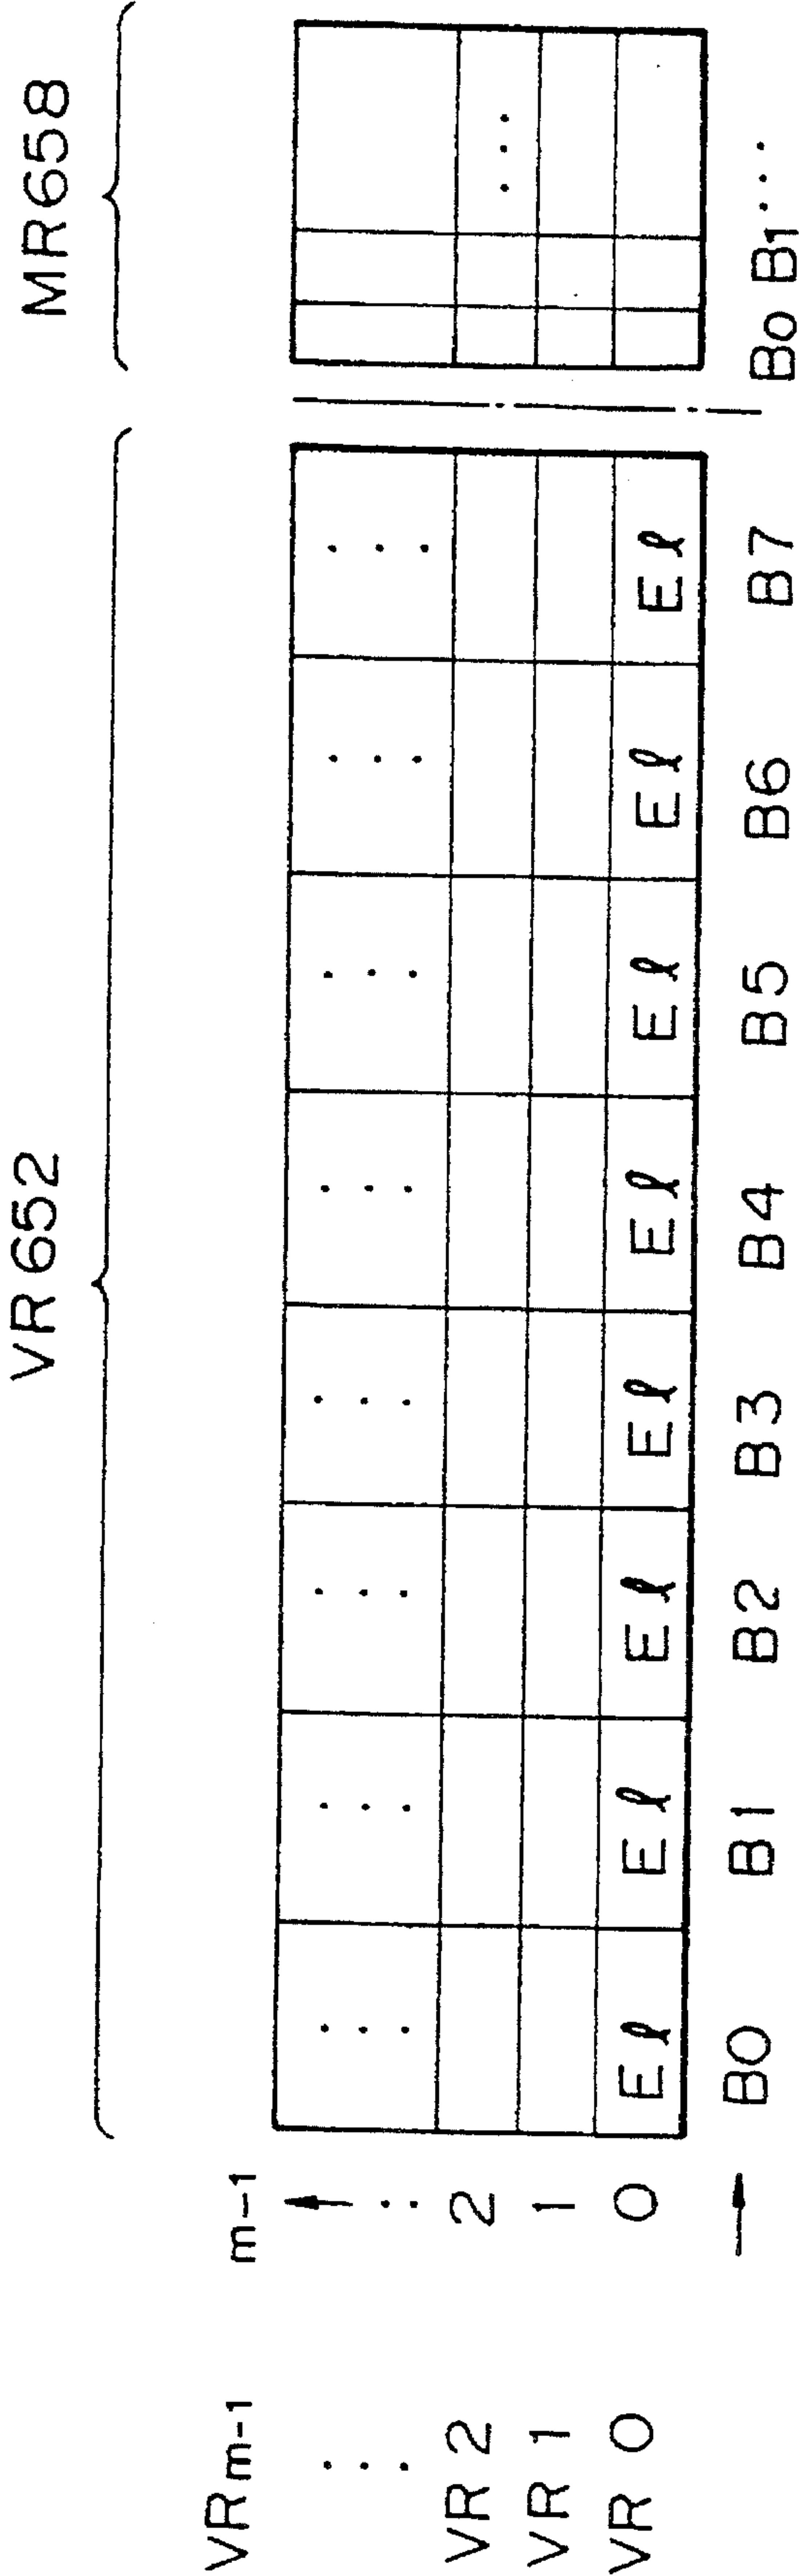 VR652 MR658
VRm-1 m-1
⋮ ⋮ ⋮ ⋮ ⋮ ⋮ ⋮ ⋮ ⋮ ⋮ ...
VR 2 2
VR 1 1
VR 0 0 Eℓ Eℓ Eℓ Eℓ Eℓ Eℓ Eℓ Eℓ
B0 B1 B2 B3 B4 B5 B6 B7 B0 B1 ....